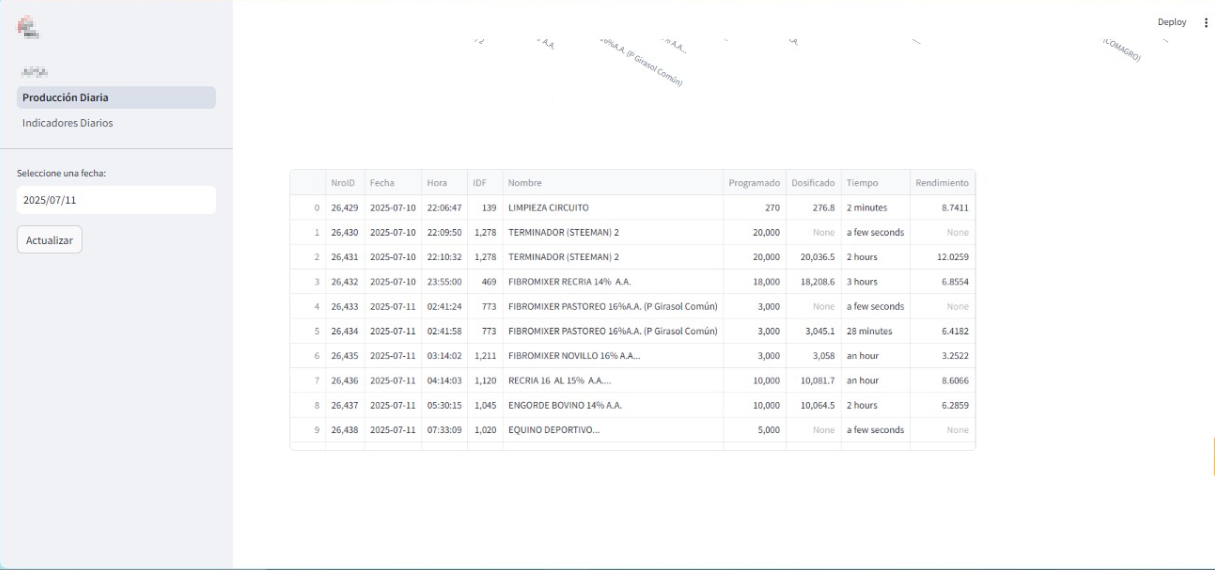 Deploy
2 A.A. 16%A.A. (P Girasol Común) % A.A... A.A. (COMAGRO)
Producción Diaria
Indicadores Diarios
Seleccione una fecha:
2025/07/11
Actualizar
NroID Fecha Hora IDF Nombre Programado Dosificado Tiempo Rendimiento
0 26,429 2025-07-10 22:06:47 139 LIMPIEZA CIRCUITO 270 276.8 2 minutes 8.7411
1 26,430 2025-07-10 22:09:50 1,278 TERMINADOR (STEEMAN) 2 20,000 None a few seconds None
2 26,431 2025-07-10 22:10:32 1,278 TERMINADOR (STEEMAN) 2 20,000 20,036.5 2 hours 12.0259
3 26,432 2025-07-10 23:55:00 469 FIBROMIXER RECRIA 14% A.A. 18,000 18,208.6 3 hours 6.8554
4 26,433 2025-07-11 02:41:24 773 FIBROMIXER PASTOREO 16%A.A. (P Girasol Común) 3,000 None a few seconds None
5 26,434 2025-07-11 02:41:58 773 FIBROMIXER PASTOREO 16%A.A. (P Girasol Común) 3,000 3,045.1 28 minutes 6.4182
6 26,435 2025-07-11 03:14:02 1,211 FIBROMIXER NOVILLO 16% A.A... 3,000 3,058 an hour 3.2522
7 26,436 2025-07-11 04:14:03 1,120 RECRIA 16 AL 15% A.A.... 10,000 10,081.7 an hour 8.6066
8 26,437 2025-07-11 05:30:15 1,045 ENGORDE BOVINO 14% A.A. 10,000 10,064.5 2 hours 6.2859
9 26,438 2025-07-11 07:33:09 1,020 EQUINO DEPORTIVO... 5,000 None a few seconds None